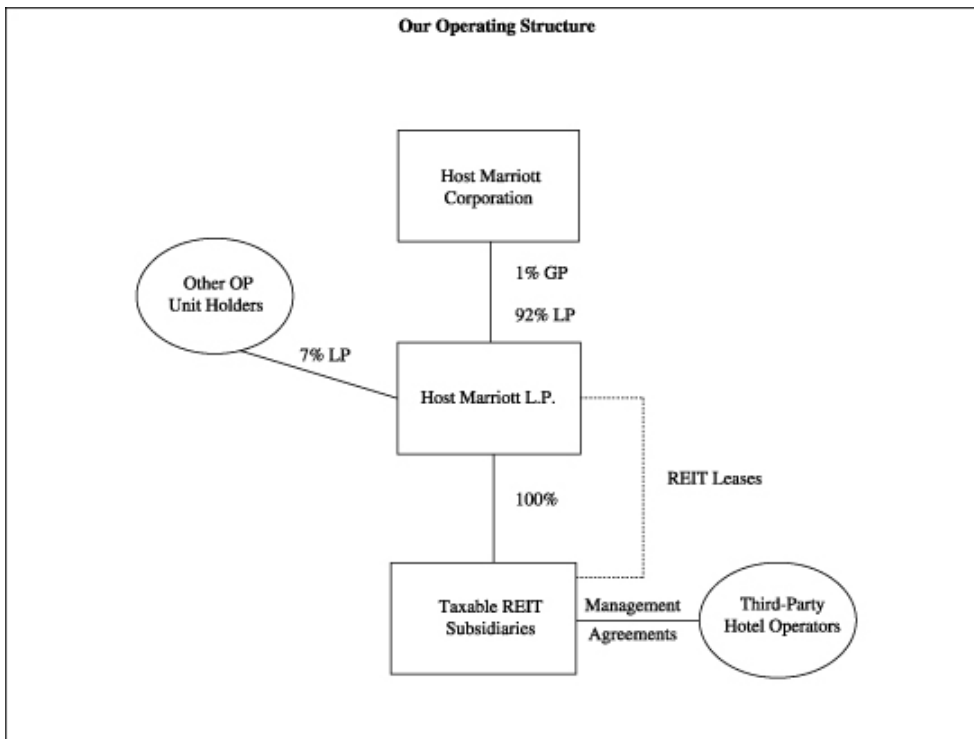 Our Operating Structure
Host Marriott
Corporation
1% GP
Other OP
Unit Holders
92% LP
7% LP
Host Marriott L.P.
REIT Leases
100%
Taxable REIT
Subsidiaries
Management
Agreements
Third-Party
Hotel Operators